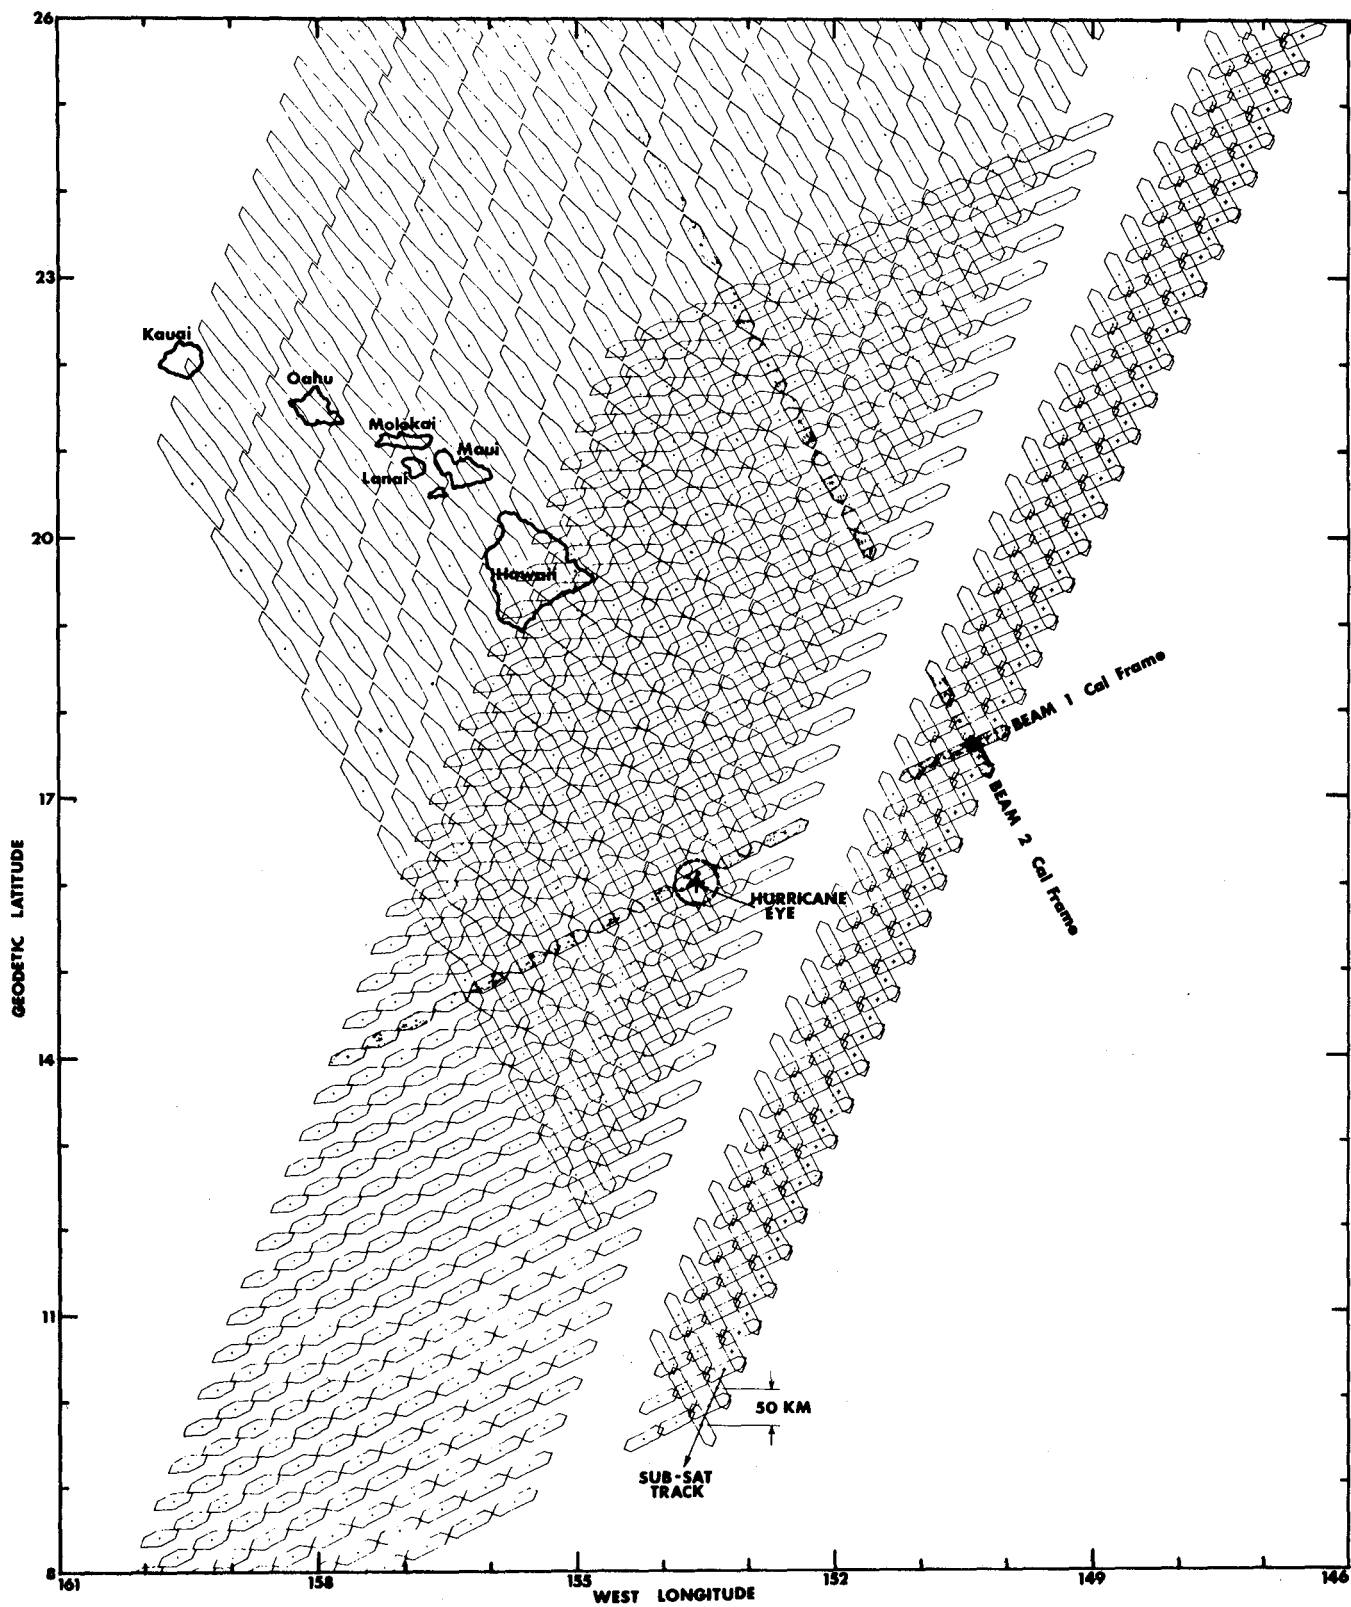 26
23
Kauai
Oahu
Molokai
Maui
Lanai
20
Hawaii
BEAM 1 Cal Frame
17
BEAM 2 Cal Frame
GEODETIC LATITUDE
HURRICANE
EYE
14
11
50 KM
SUB-SAT
TRACK
8
161
158
155
152
149
146
WEST LONGITUDE